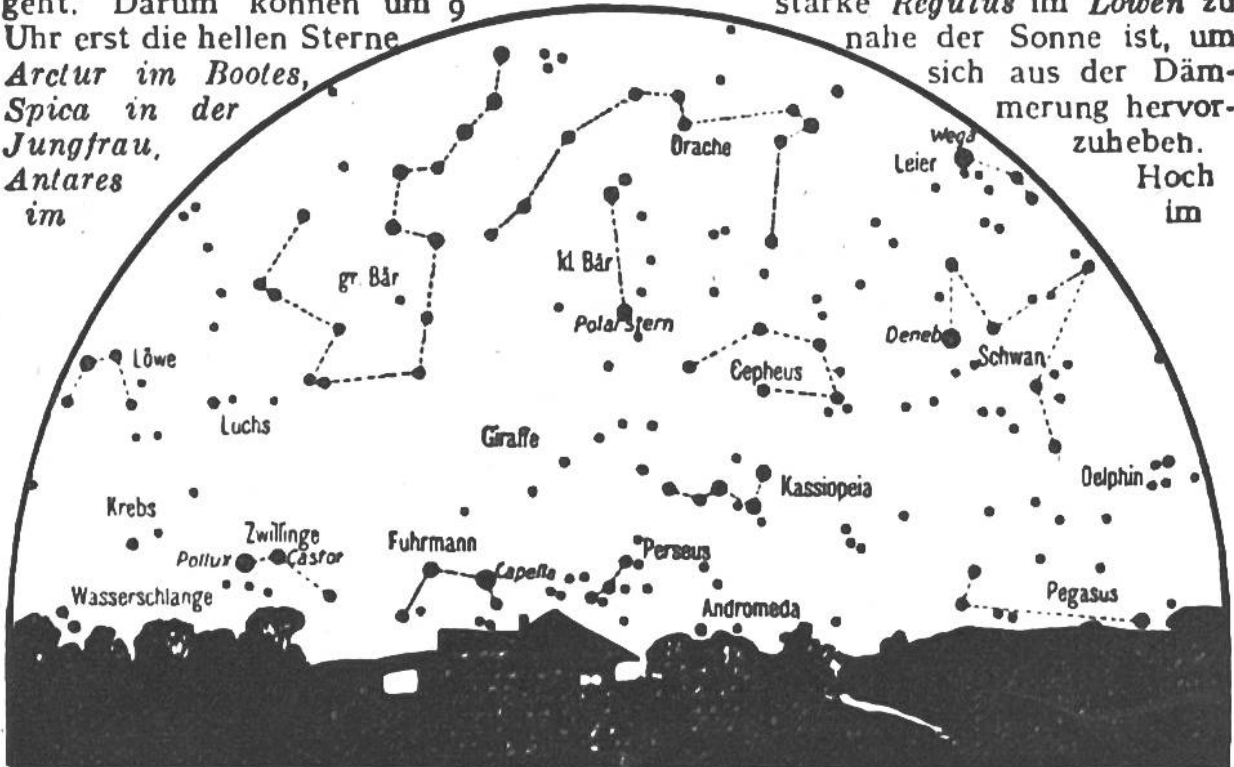 geht. Darum können um 9
Uhr erst die hellen Sterne
Arctur im Bootes,
Spica in der
Jungfrau,
Antares
im
starke Regulus im Löwen zu
nahe der Sonne ist, um
sich aus der Däm-
merung hervor-
zuheben.
Hoch
im
Drache
Wega
Leier
gr. Bär
kl. Bär
Polarstern
Deneb
Schwan
Löwe
Cepheus
Luchs
Giraffe
Kassiopeia
Delphin
Krebs
Zwillinge
Pollux
Castor
Fuhrmann
Capella
Perseus
Wasserschlange
Andromeda
Pegasus